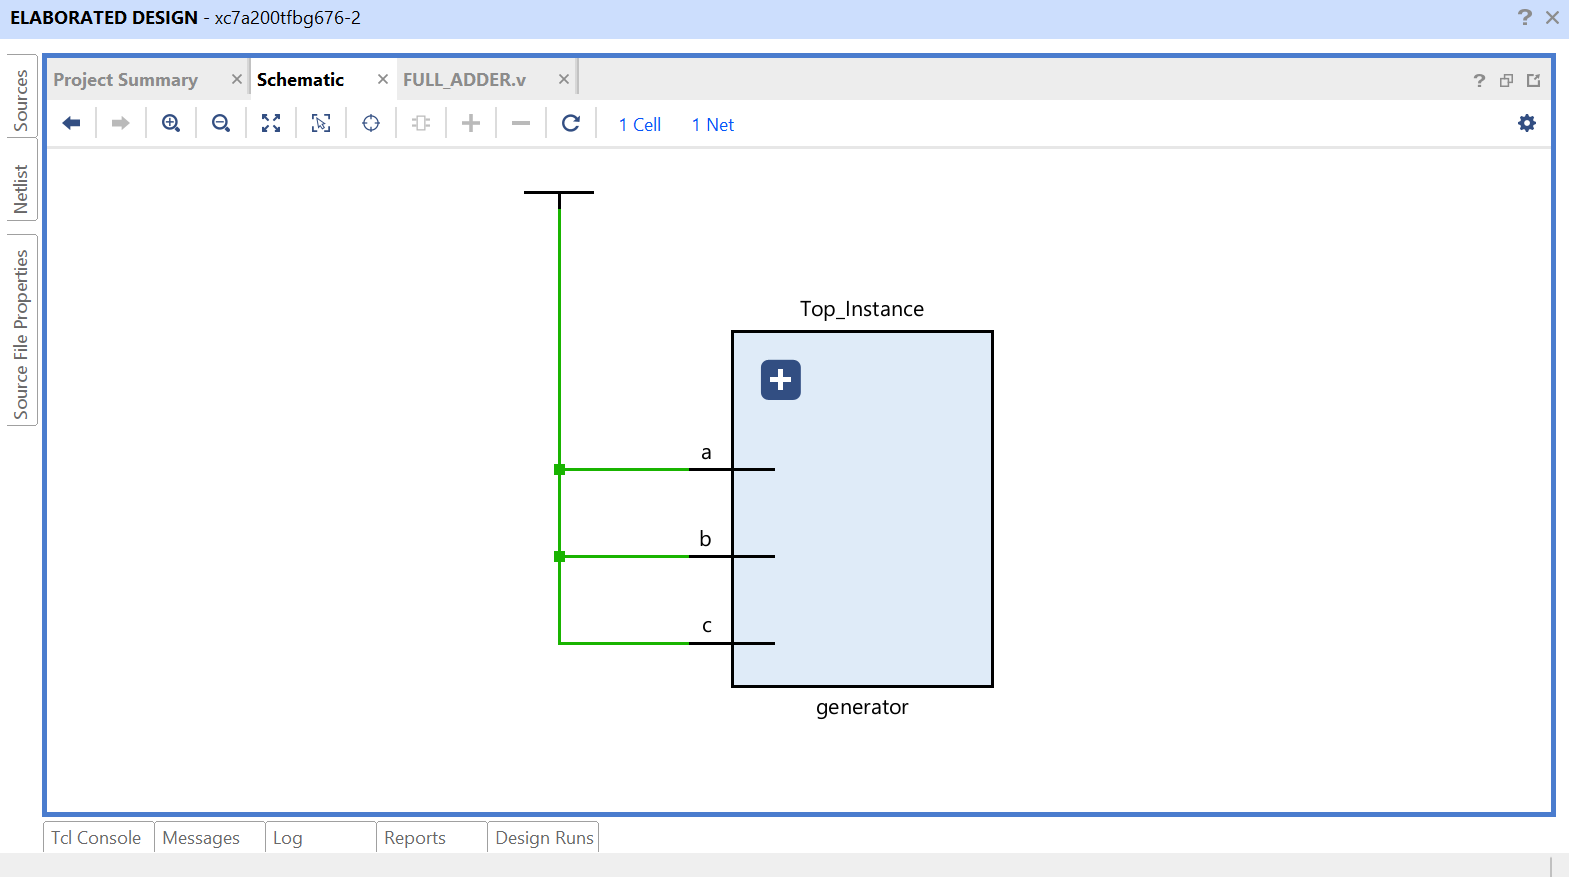 ELABORATED DESIGN - xc7a200tfbg676-2
Sources
Netlist
Source File Properties
Project Summary
Schematic
FULL_ADDER.v
1 Cell
1 Net
Top_Instance
a
b
c
generator
Tcl Console
Messages
Log
Reports
Design Runs